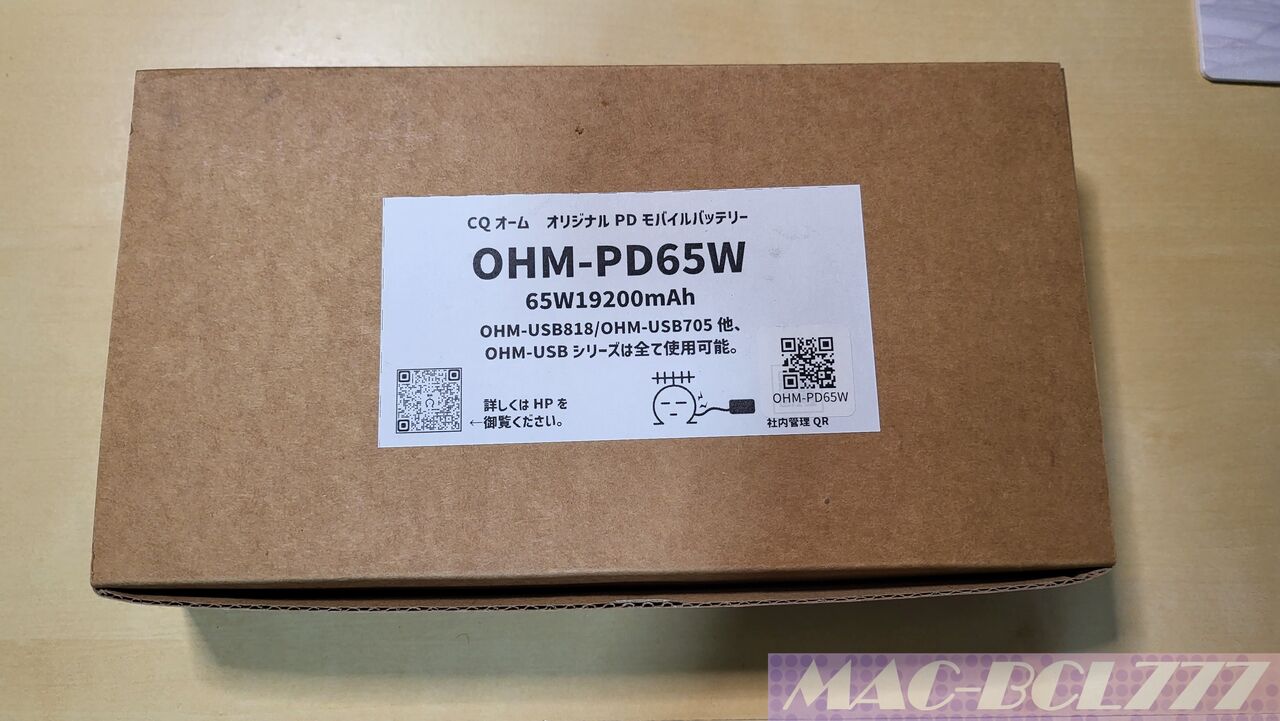 CQ オーム　オリジナル PD モバイルバッテリー
OHM-PD65W
65W19200mAh
OHM-USB818/OHM-USB705 他、
OHM-USB シリーズは全て使用可能。
詳しくは HP を
←御覧ください。
OHM-PD65W
社内管理 QR
MAC-BCL777